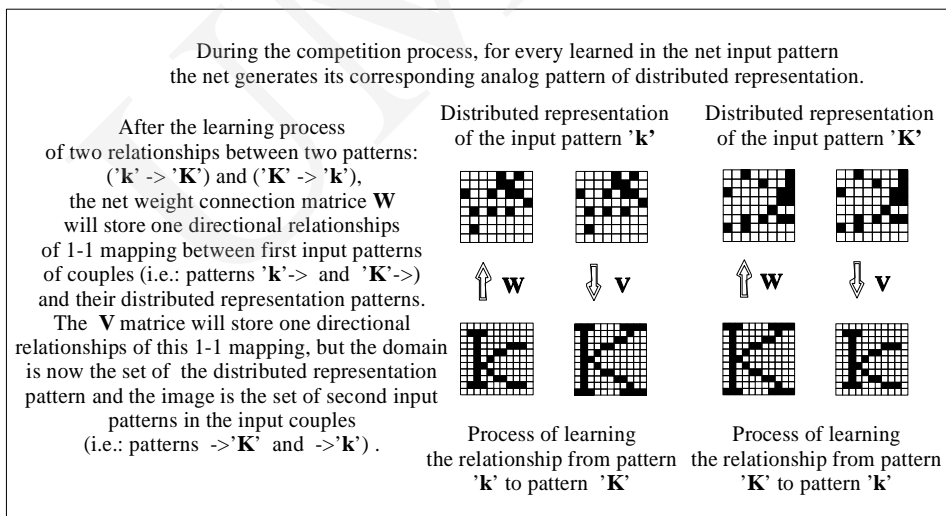 During the competition process, for every learned in the net input pattern
the net generates its corresponding analog pattern of distributed representation.
After the learning process
of two relationships between two patterns:
('k' -> 'K') and ('K' -> 'k'),
the net weight connection matrice W
will store one directional relationships
of 1-1 mapping between first input patterns
of couples (i.e.: patterns 'k'-> and 'K'->)
and their distributed representation patterns.
The V matrice will store one directional
relationships of this 1-1 mapping, but the domain
is now the set of the distributed representation
pattern and the image is the set of second input
patterns in the input couples
(i.e.: patterns ->'K' and ->'k') .
Distributed representation
of the input pattern 'k'
W
V
Process of learning
the relationship from pattern
'k' to pattern 'K'
Distributed representation
of the input pattern 'K'
W
V
Process of learning
the relationship from pattern
'K' to pattern 'k'